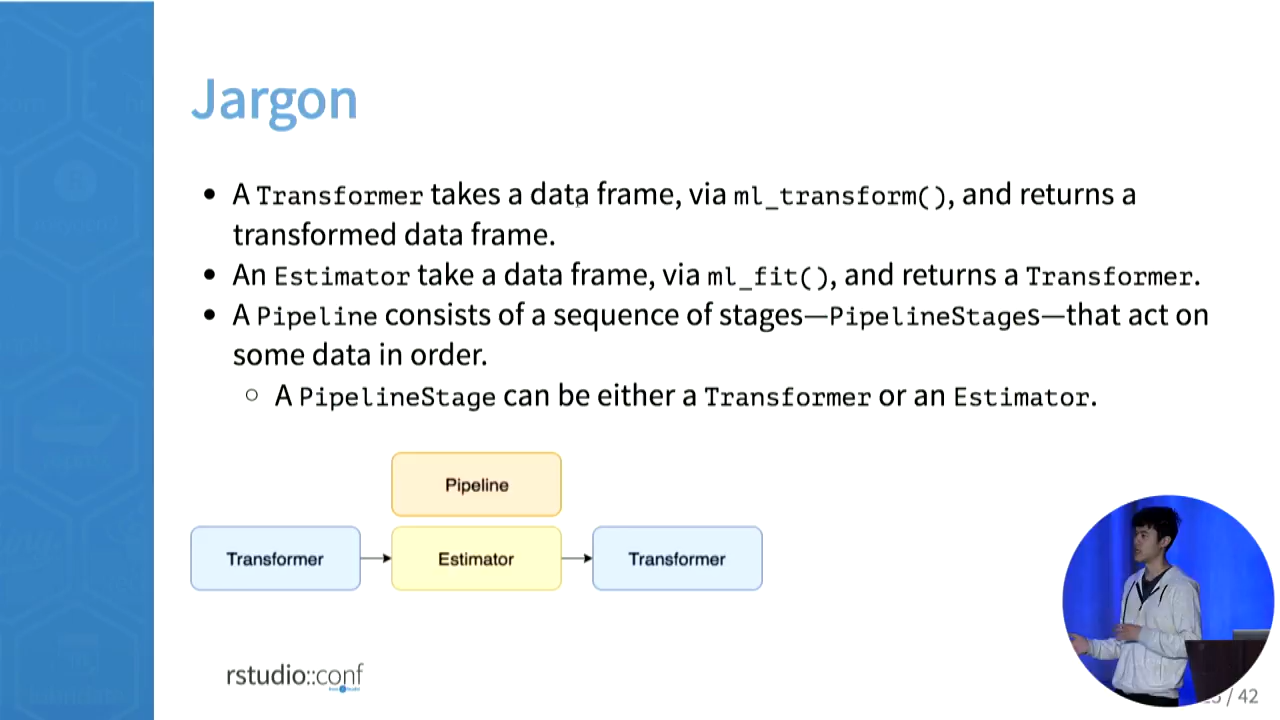 Jargon
A Transformer takes a data frame, via ml_transform(), and returns a
transformed data frame.
An Estimator take a data frame, via ml_fit(), and returns a Transformer.
A Pipeline consists of a sequence of stages—PipelineStages—that act on
some data in order.
A PipelineStage can be either a Transformer or an Estimator.
Pipeline
Transformer
Estimator
Transformer
rstudio::conf
/ 42